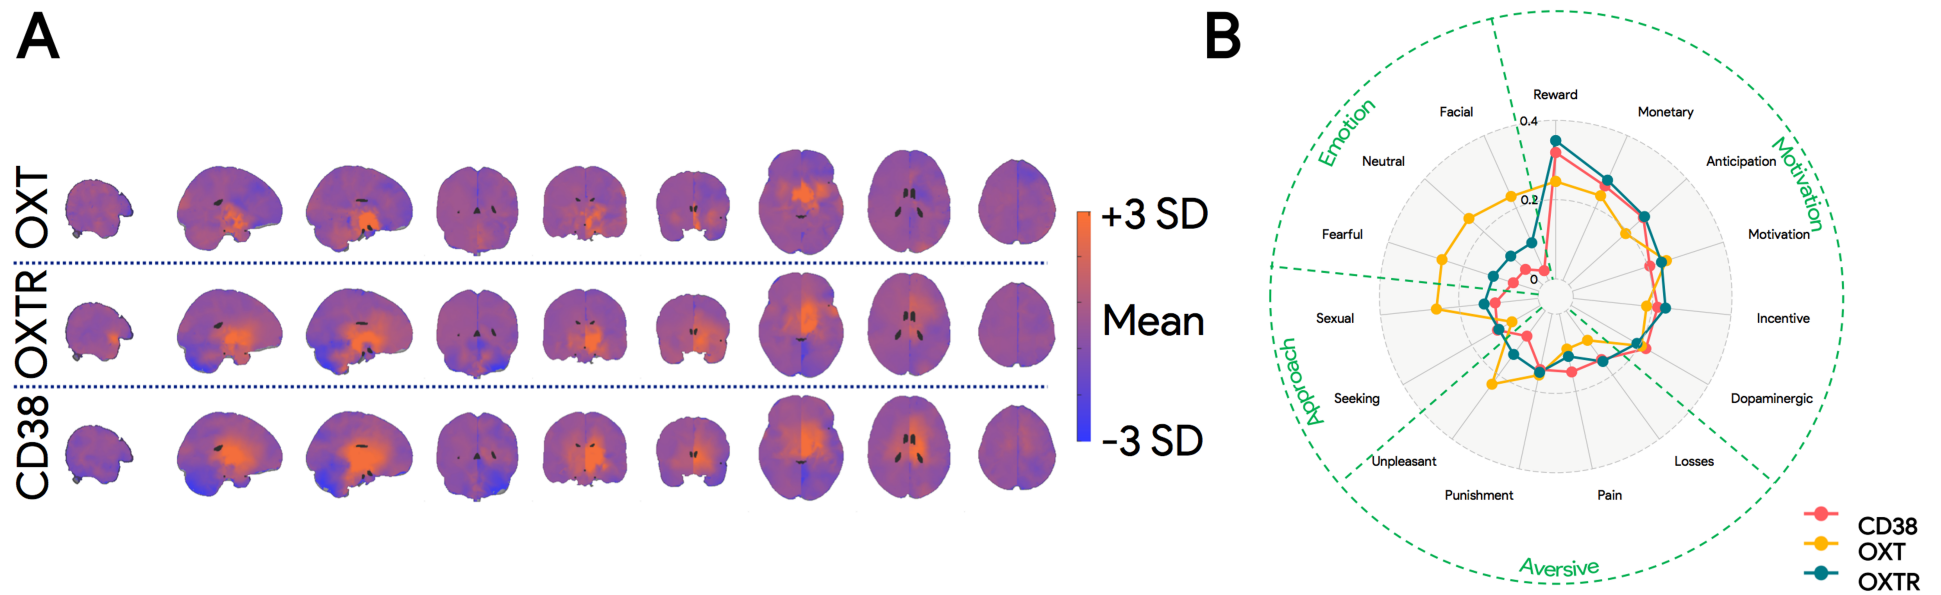 A
OXT
OXTR
CD38
+3 SD
Mean
-3 SD
B
Emotion
Motivation
Approach
Aversive
Reward
Monetary
Anticipation
Motivation
Incentive
Dopaminergic
Losses
Pain
Punishment
Unpleasant
Seeking
Sexual
Fearful
Neutral
Facial
0.4
0.2
0
CD38
OXT
OXTR